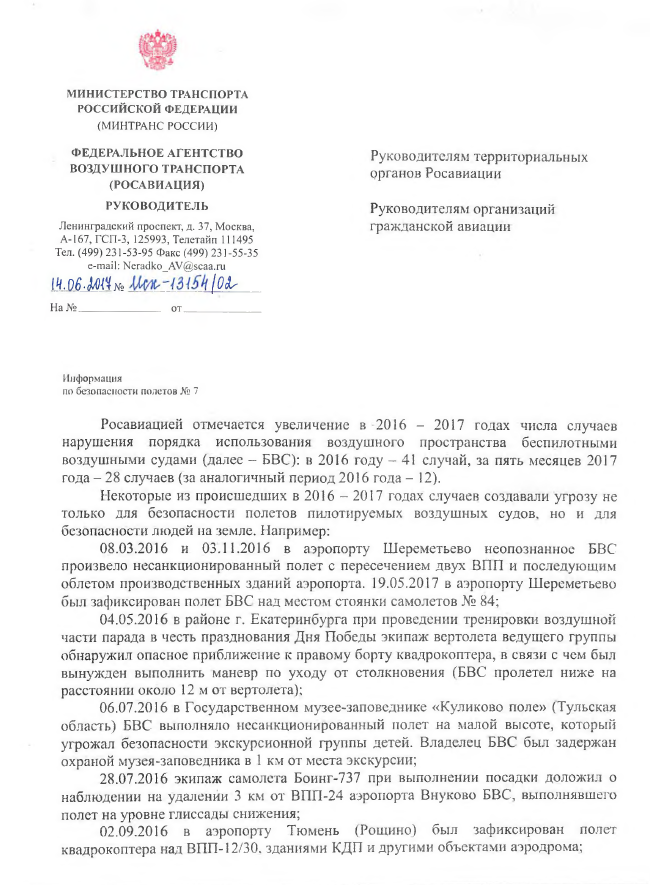 МИНИСТЕРСТВО ТРАНСПОРТА
РОССИЙСКОЙ ФЕДЕРАЦИИ
(МИНТРАНС РОССИИ)
ФЕДЕРАЛЬНОЕ АГЕНТСТВО
ВОЗДУШНОГО ТРАНСПОРТА
(РОСАВИАЦИЯ)
РУКОВОДИТЕЛЬ
Ленинградский проспект, д. 37, Москва,
А-167, ГСП-3, 125993, Телетайп 111495
Тел. (499) 231-53-95 Факс (499) 231-55-35
e-mail: Neradko_AV@scaa.ru
14.06.2017 № Исх-13154/02
На № от
Руководителям территориальных
органов Росавиации
Руководителям организаций
гражданской авиации
Информация
по безопасности полетов № 7
Росавиацией отмечается увеличение в 2016 – 2017 годах числа случаев
нарушения порядка использования воздушного пространства беспилотными
воздушными судами (далее – БВС): в 2016 году – 41 случай, за пять месяцев 2017
года – 28 случаев (за аналогичный период 2016 года – 12).
Некоторые из происшедших в 2016 – 2017 годах случаев создавали угрозу не
только для безопасности полетов пилотируемых воздушных судов, но и для
безопасности людей на земле. Например:
08.03.2016 и 03.11.2016 в аэропорту Шереметьево неопознанное БВС
произвело несанкционированный полет с пересечением двух ВПП и последующим
облетом производственных зданий аэропорта. 19.05.2017 в аэропорту Шереметьево
был зафиксирован полет БВС над местом стоянки самолетов № 84;
04.05.2016 в районе г. Екатеринбурга при проведении тренировки воздушной
части парада в честь празднования Дня Победы экипаж вертолета ведущего группы
обнаружил опасное приближение к правому борту квадрокоптера, в связи с чем был
вынужден выполнить маневр по уходу от столкновения (БВС пролетел ниже на
расстоянии около 12 м от вертолета);
06.07.2016 в Государственном музее-заповеднике «Куликово поле» (Тульская
область) БВС выполняло несанкционированный полет на малой высоте, который
угрожал безопасности экскурсионной группы детей. Владелец БВС был задержан
охраной музея-заповедника в 1 км от места экскурсии;
28.07.2016 экипаж самолета Боинг-737 при выполнении посадки доложил о
наблюдении на удалении 3 км от ВПП-24 аэропорта Внуково БВС, выполнявшего
полет на уровне глиссады снижения;
02.09.2016 в аэропорту Тюмень (Рощино) был зафиксирован полет
квадрокоптера над ВПП-12/30, зданиями КДП и другими объектами аэродрома;